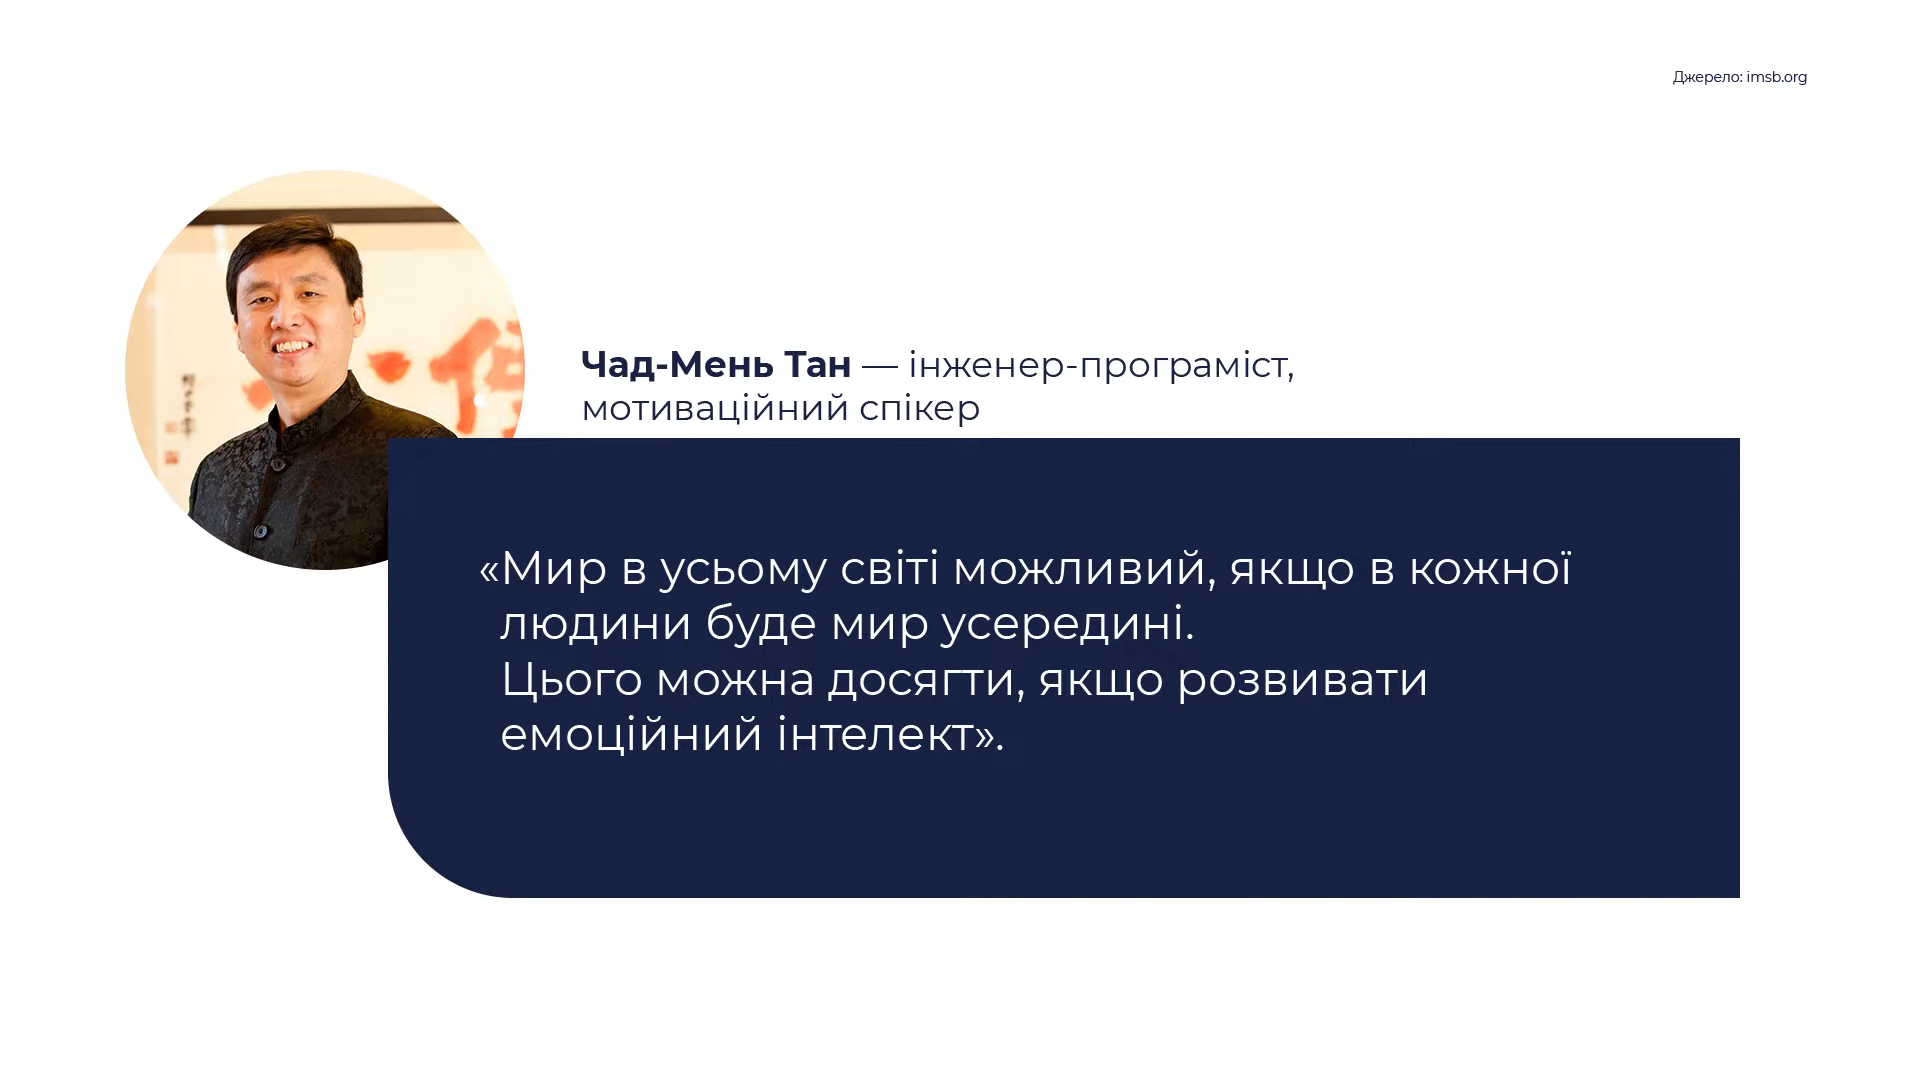 Джерело: imsb.org
Чад-Мень Тан — інженер-програміст,
мотиваційний спікер
«Мир в усьому світі можливий, якщо в кожної
людини буде мир усередині.
Цього можна досягти, якщо розвивати
емоційний інтелект».